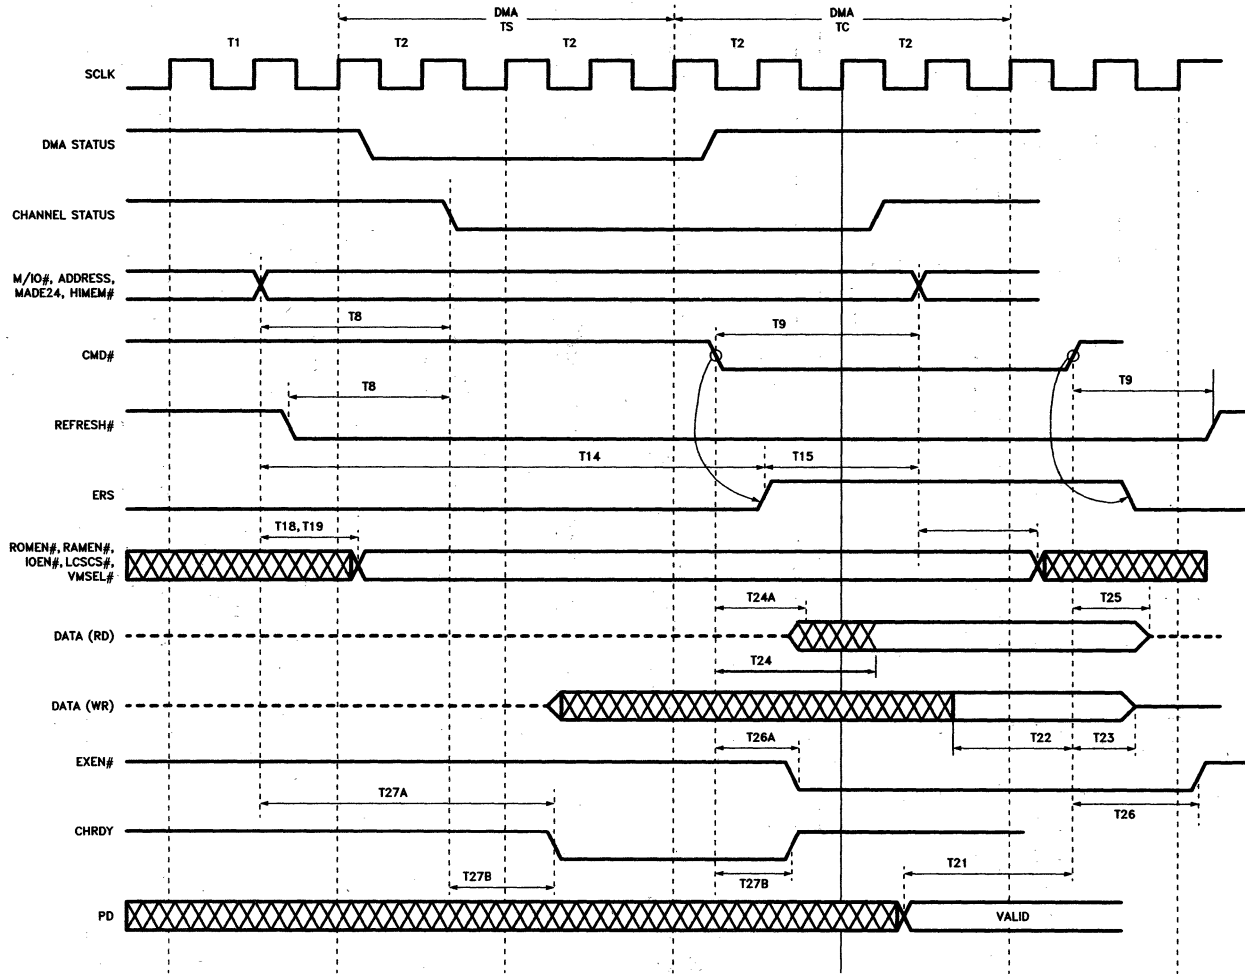 DMA
TS
DMA
TC
T1
T2
T2
T2
T2
SCLK
DMA STATUS
CHANNEL STATUS
M/IO#, ADDRESS,
MADE24, HIMEM#
T8
T9
CMD#
T8
T9
REFRESH#
T14
T15
ERS
T18, T19
ROMEN#, RAMEN#,
IOEN#, LCSCS#,
VMSEL#
T24A
T25
DATA (RD)
T24
DATA (WR)
T26A
T22
T23
EXEN#
T27A
T26
CHRDY
T27B
T27B
T21
PD
VALID